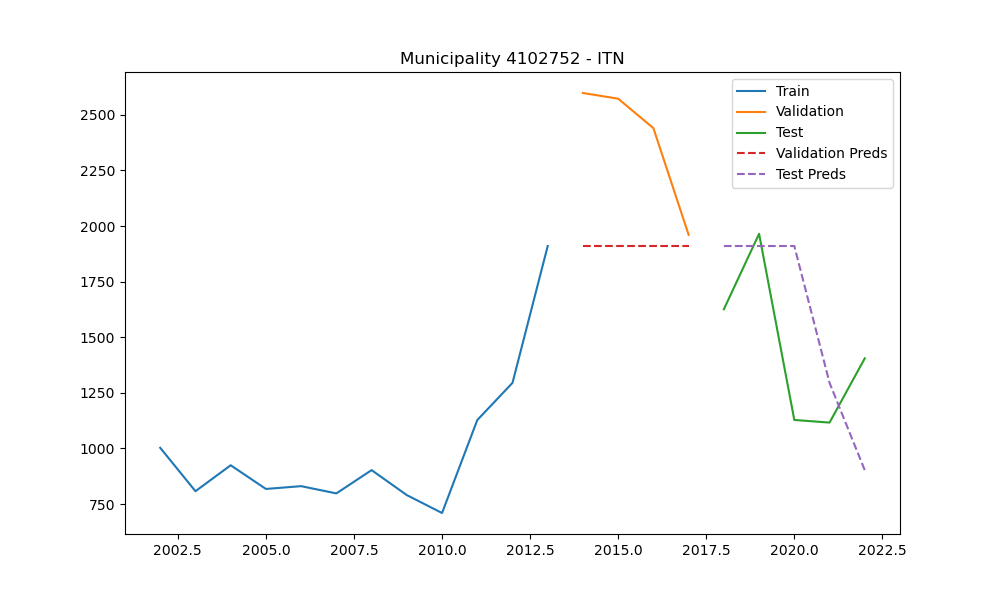 Municipality 4102752 - ITN
Train
Validation
Test
Validation Preds
Test Preds
2500
2250
2000
1750
1500
1250
1000
750
2002.5 2005.0 2007.5 2010.0 2012.5 2015.0 2017.5 2020.0 2022.5